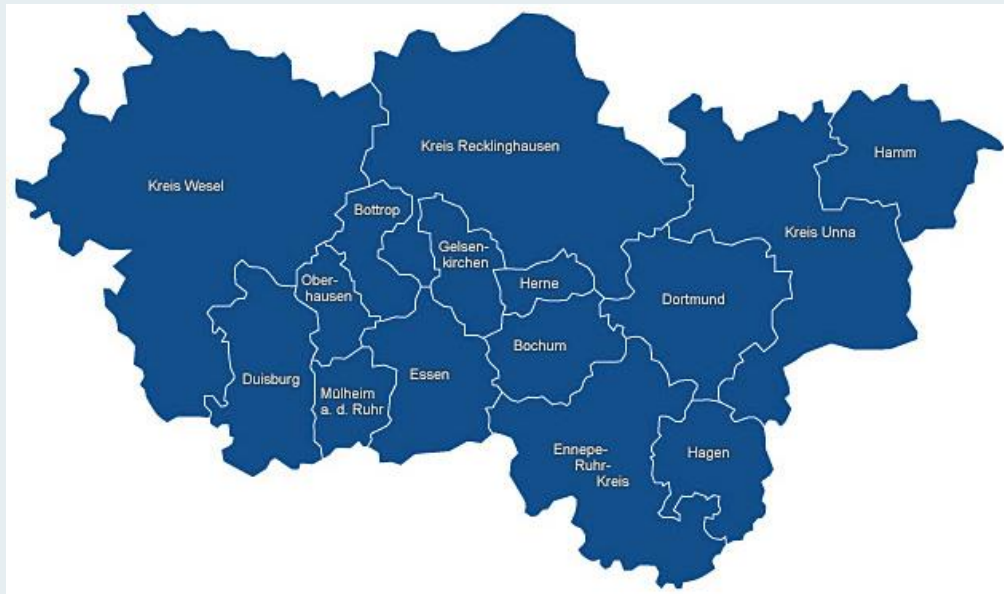 Kreis Recklinghausen
Hamm
Kreis Wesel
Bottrop
Kreis Unna
Gelsen-
kirchen
Ober-
hausen
Herne
Dortmund
Bochum
Duisburg
Essen
Mülheim
a. d. Ruhr
Ennepe-
Ruhr-
Kreis
Hagen